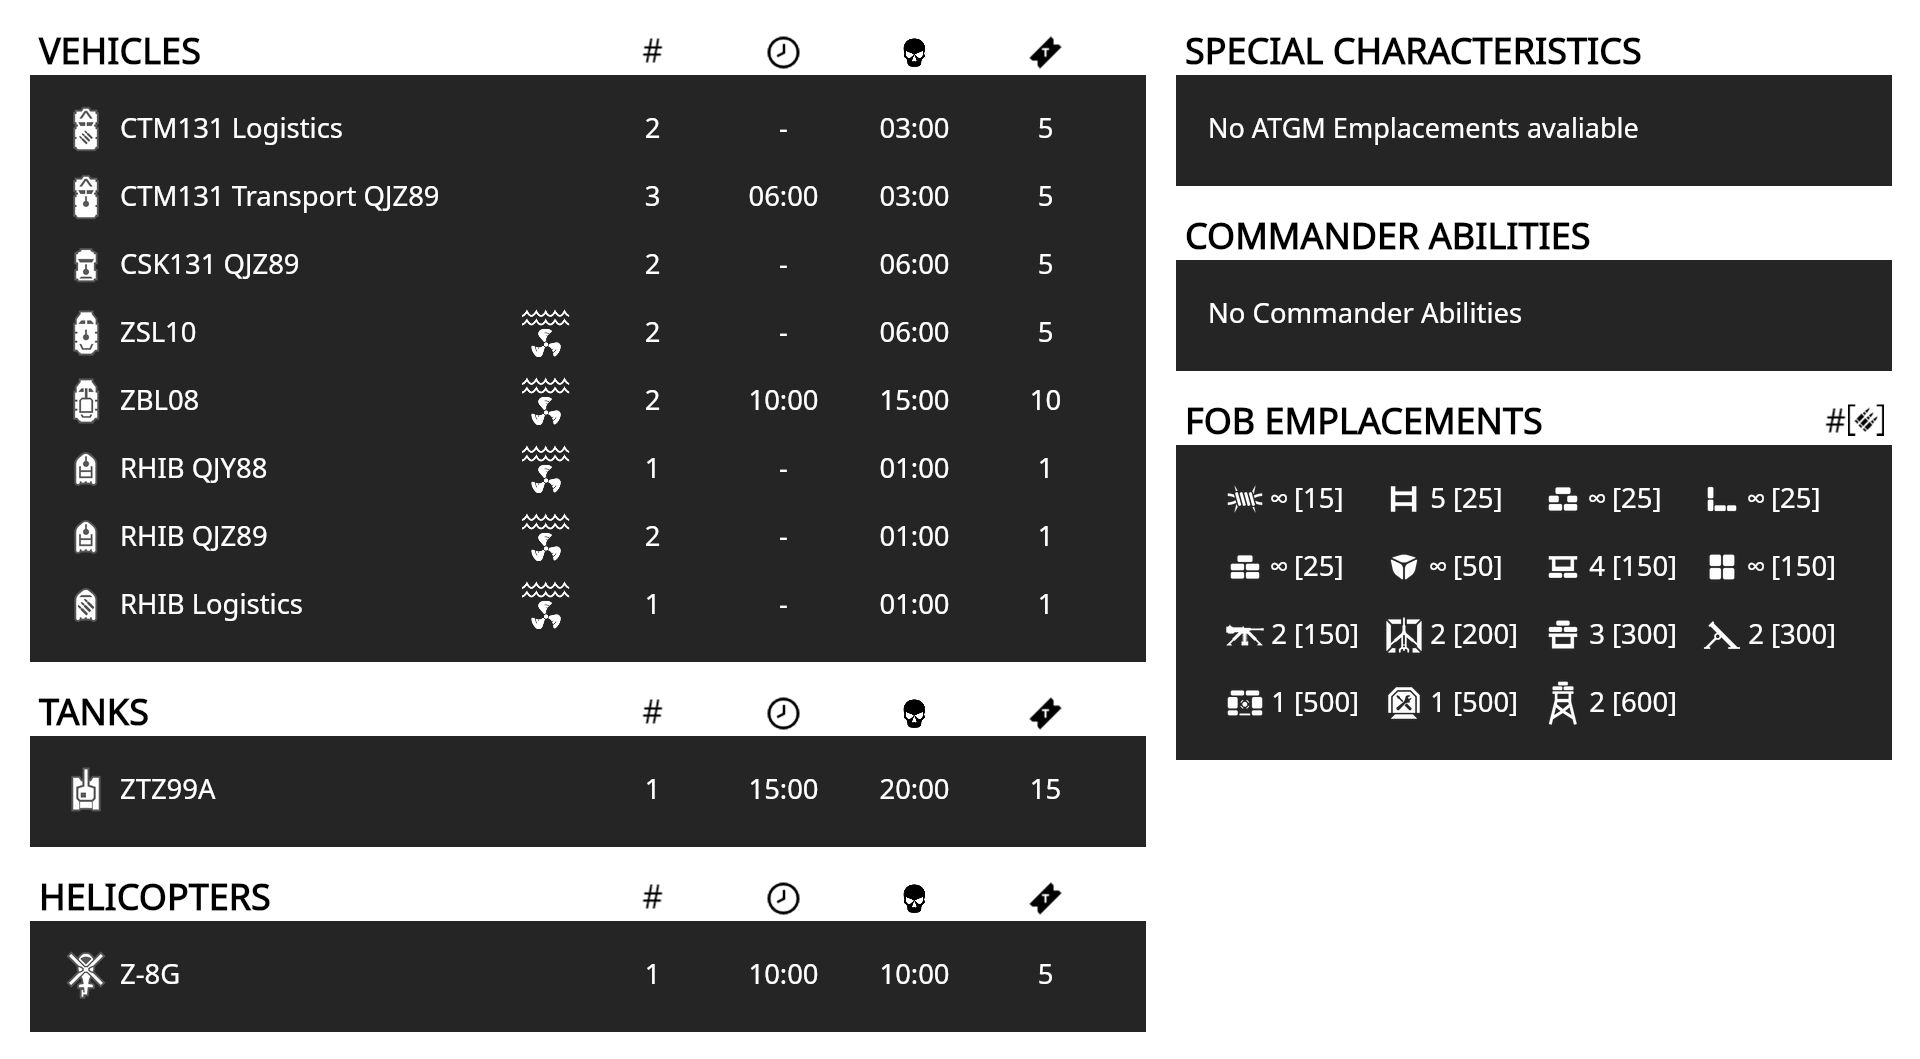 VEHICLES #
CTM131 Logistics 2 - 03:00 5
CTM131 Transport QJZ89 3 06:00 03:00 5
CSK131 QJZ89 2 - 06:00 5
ZSL10 2 - 06:00 5
ZBL08 2 10:00 15:00 10
RHIB QJY88 1 - 01:00 1
RHIB QJZ89 2 - 01:00 1
RHIB Logistics 1 - 01:00 1
TANKS #
ZTZ99A 1 15:00 20:00 15
HELICOPTERS #
Z-8G 1 10:00 10:00 5
SPECIAL CHARACTERISTICS
No ATGM Emplacements avaliable
COMMANDER ABILITIES
No Commander Abilities
FOB EMPLACEMENTS #[]
∞ [15] 5 [25] ∞ [25] ∞ [25]
∞ [25] ∞ [50] 4 [150] ∞ [150]
2 [150] 2 [200] 3 [300] 2 [300]
1 [500] 1 [500] 2 [600]